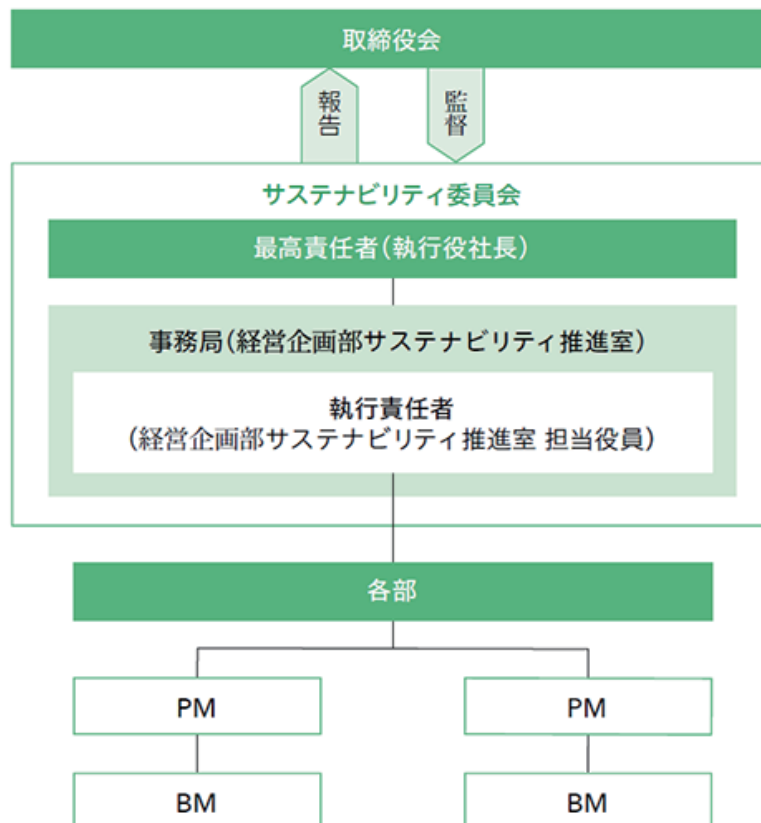 取締役会
報告
監督
サステナビリティ委員会
最高責任者(執行役社長)
事務局(経営企画部サステナビリティ推進室)
執行責任者
(経営企画部サステナビリティ推進室 担当役員)
各部
PM
PM
BM
BM